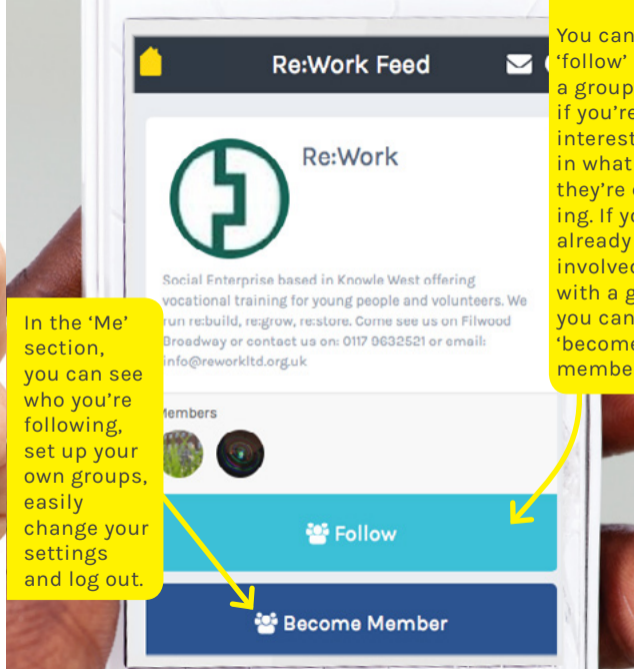 Re:Work Feed
Re:Work
Social Enterprise based in Knowle West offering
vocational training for young people and volunteers. We
run re:build, re:grow, re:store. Come see us on Filwood
Broadway or contact us on: 0117 9632521 or email:
info@reworkltd.org.uk
Members
Follow
Become Member
In the ‘Me’
section,
you can see
who you’re
following,
set up your
own groups,
easily
change your
settings
and log out.
You can
‘follow’
a group
if you’re
interest
in what
they’re
ing. If yo
already
involved
with a g
you can
‘become
membe